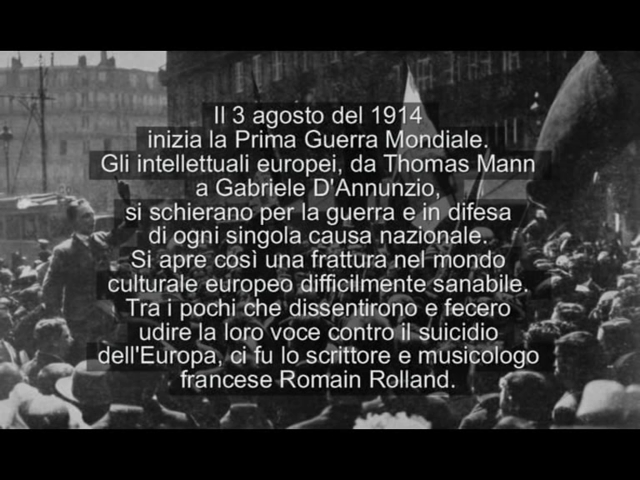 Il 3 agosto del 1914
inizia la Prima Guerra Mondiale.
Gli intellettuali europei, da Thomas Mann
a Gabriele D'Annunzio,
si schierano per la guerra e in difesa
di ogni singola causa nazionale.
Si apre così una frattura nel mondo
culturale europeo difficilmente sanabile.
Tra i pochi che dissentirono e fecero
udire la loro voce contro il suicidio
dell'Europa, ci fu lo scrittore e musicologo
francese Romain Rolland.